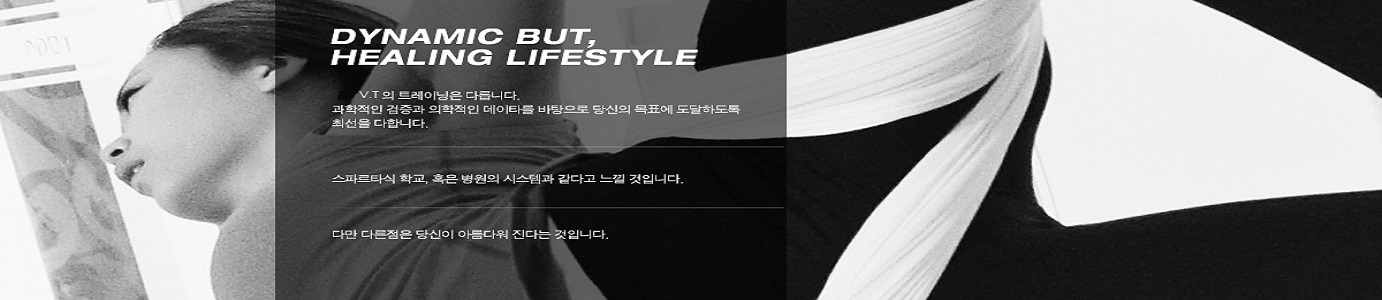 DYNAMIC BUT,
HEALING LIFESTYLE
V.T의 트레이닝은 다릅니다.
과학적인 검증과 의학적인 데이타를 바탕으로 당신의 목표에 도달하도록
최선을 다합니다.
스파르타식 학교, 혹은 병원의 시스템과 같다고 느낄 것입니다.
다만 다른점은 당신이 아름다워 진다는 것입니다.